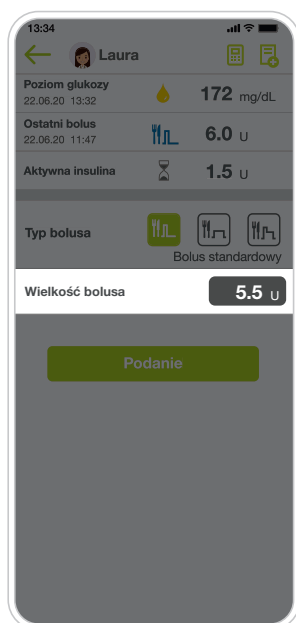 13:34
Laura
Poziom glukozy
22.06.20 13:32
172 mg/dL
Ostatni bolus
22.06.20 11:47
6.0 U
Aktywna insulina
1.5 U
Typ bolusa
Bolus standardowy
Wielkość bolusa
5.5 U
Podanie